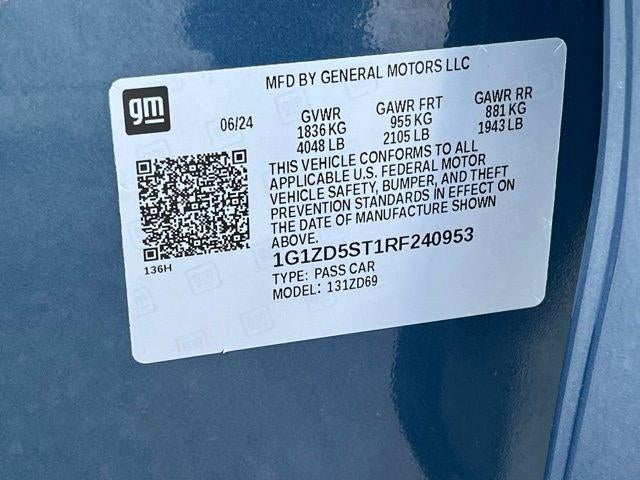 MFD BY GENERAL MOTORS LLC
gm
06/24
GVWR GAWR FRT GAWR RR
1836 KG 955 KG 881 KG
4048 LB 2105 LB 1943 LB
THIS VEHICLE CONFORMS TO ALL
APPLICABLE U.S. FEDERAL MOTOR
VEHICLE SAFETY, BUMPER, AND THEFT
PREVENTION STANDARDS IN EFFECT ON
THE DATE OF MANUFACTURE SHOWN
ABOVE.
136H
1G1ZD5ST1RF240953
TYPE: PASS CAR
MODEL: 131ZD69